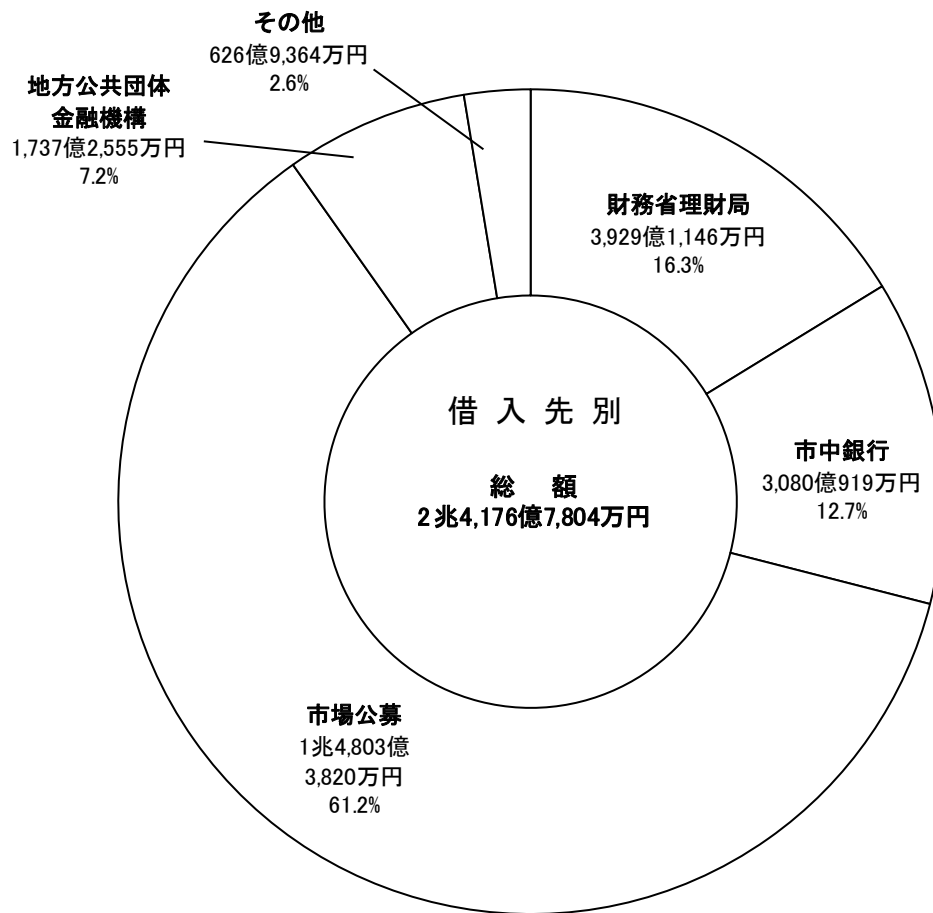 その他
626億9,364万円
2.6%
地方公共団体
金融機構
1,737億2,555万円
7.2%
財務省理財局
3,929億1,146万円
16.3%
借入先別
総額
2兆4,176億7,804万円
市中銀行
3,080億919万円
12.7%
市場公募
1兆4,803億
3,820万円
61.2%